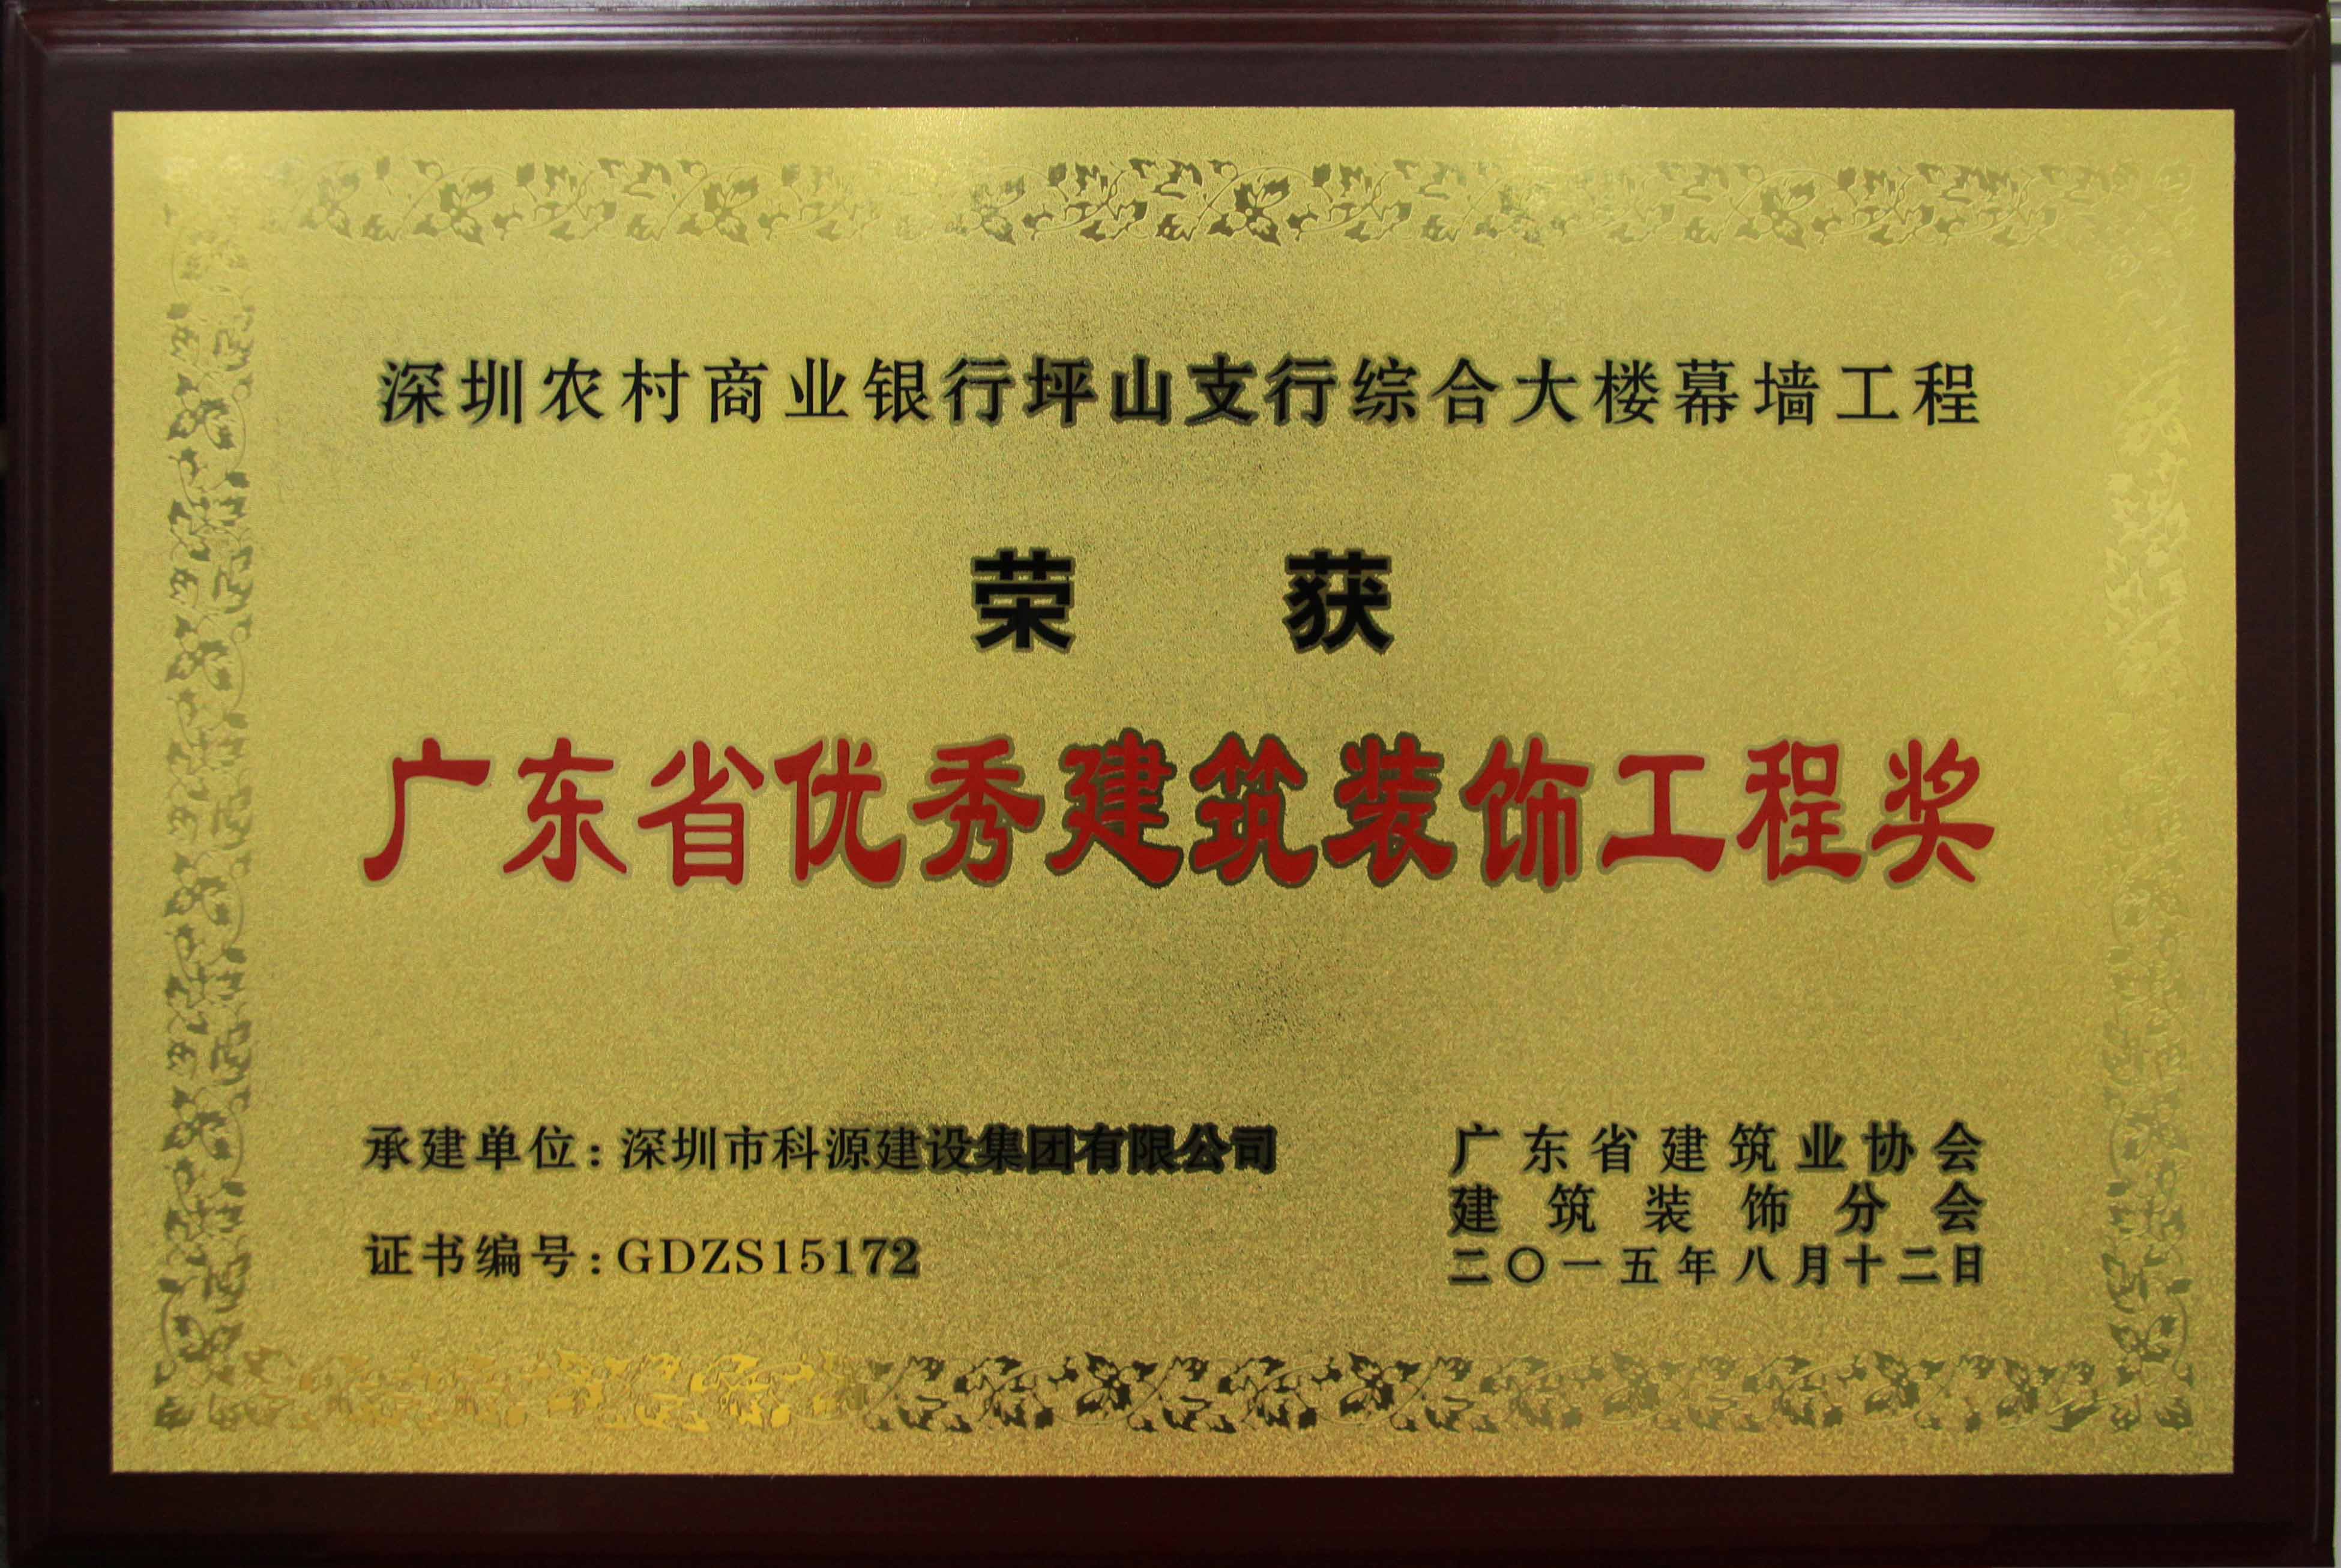 深圳农村商业银行坪山支行综合大楼幕墙工程
荣获
广东省优秀建筑装饰工程奖
承建单位：深圳市科源建设集团有限公司
证书编号：GDZS15172
广东省建筑业协会
建筑装饰分会
二〇一五年八月十二日